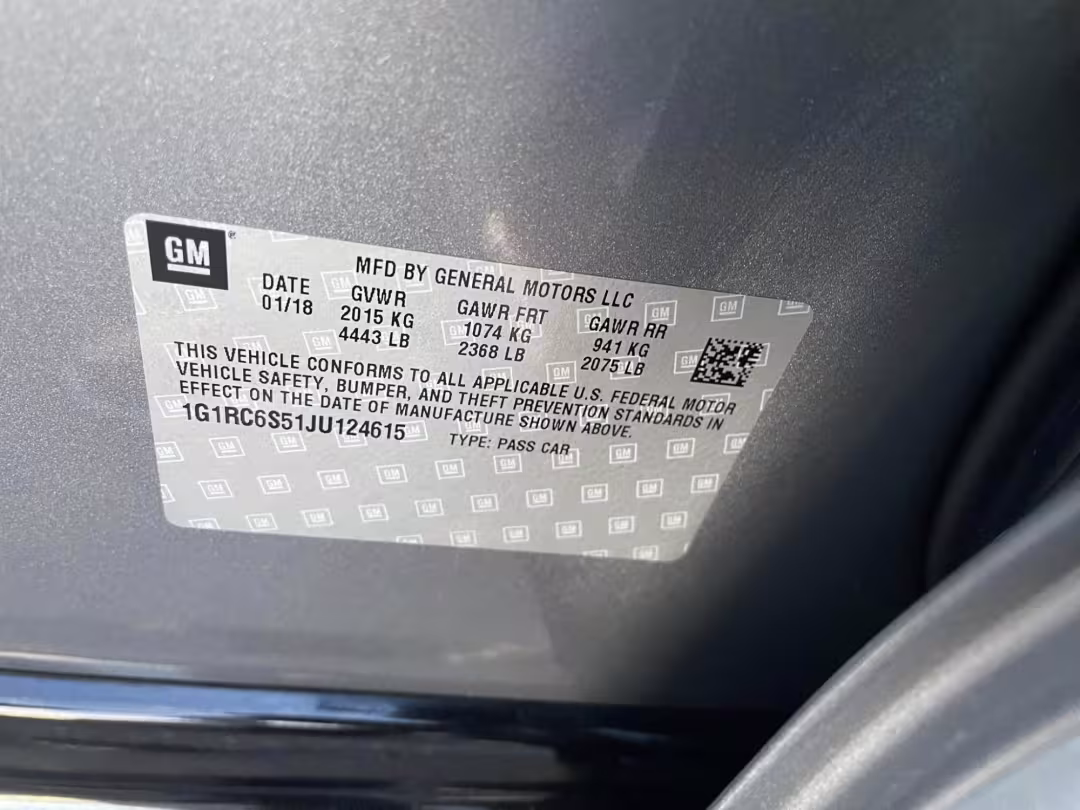 GM
MFD BY GENERAL MOTORS LLC
DATE GVWR GAWR FRT GAWR RR
01/18 2015 KG 1074 KG 941 KG
4443 LB 2368 LB 2075 LB
THIS VEHICLE CONFORMS TO ALL APPLICABLE U.S. FEDERAL MOTOR
VEHICLE SAFETY, BUMPER, AND THEFT PREVENTION STANDARDS IN
EFFECT ON THE DATE OF MANUFACTURE SHOWN ABOVE.
1G1RC6S51JU124615 TYPE: PASS CAR